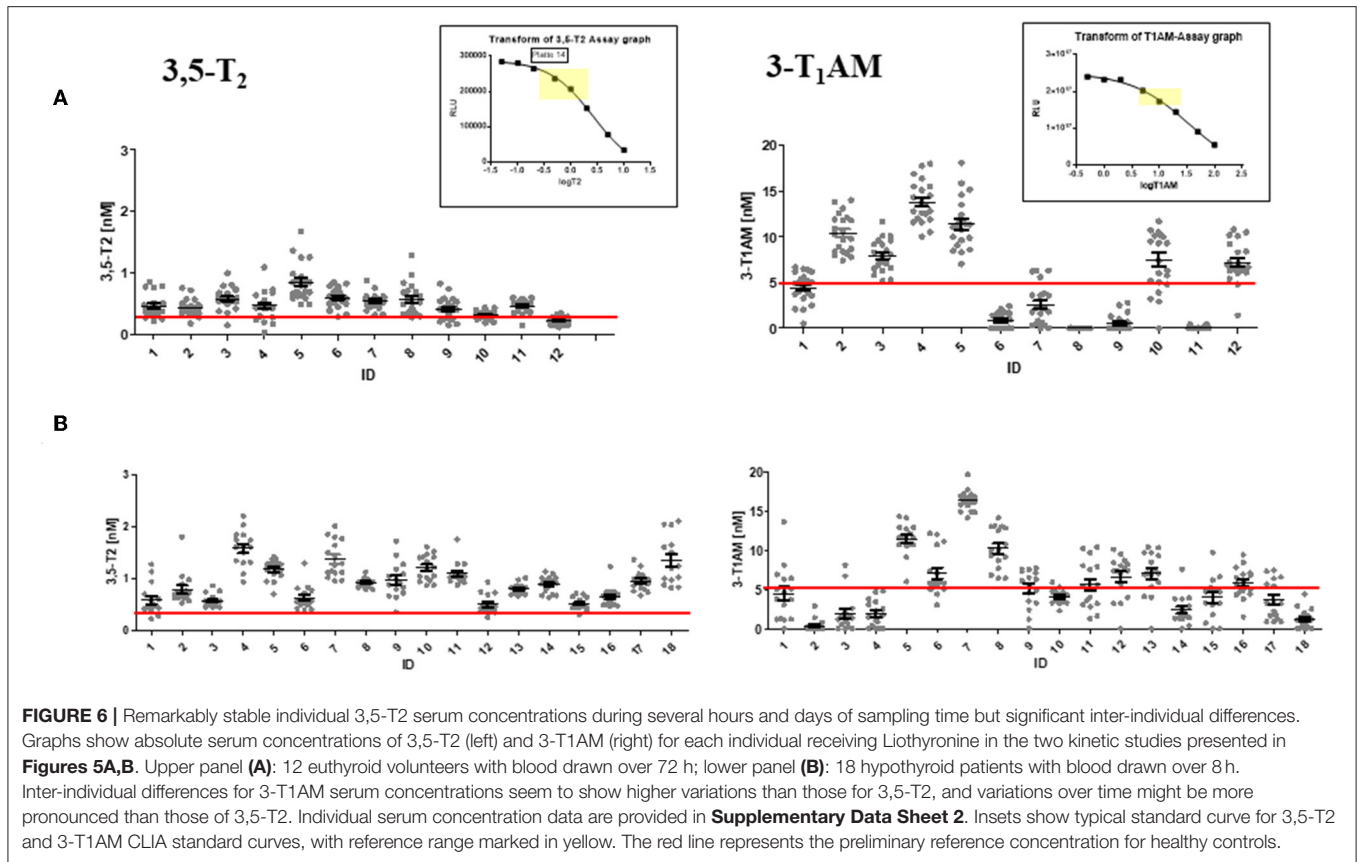 3,5-T2
Transform of 3,5-T2 Assay graph
Platte 14
300000
200000
100000
0
RLU
-1.5 -1.0 -0.5 0.0 0.5 1.0 1.5
logT2
3-T1AM
Transform of T1AM-Assay graph
3×10^07
2×10^07
1×10^07
0
RLU
-0.5 0.0 0.5 1.0 1.5 2.0 2.5
logT1AM
A
3
2
1
0
3,5-T2 [nM]
1 2 3 4 5 6 7 8 9 10 11 12
ID
20
15
10
5
0
3-T1AM [nM]
1 2 3 4 5 6 7 8 9 10 11 12
ID
B
3
2
1
0
3,5-T2 [nM]
1 2 3 4 5 6 7 8 9 10 11 12 13 14 15 16 17 18
ID
20
15
10
5
0
3-T1AM [nM]
1 2 3 4 5 6 7 8 9 10 11 12 13 14 15 16 17 18
ID
FIGURE 6 | Remarkably stable individual 3,5-T2 serum concentrations during several hours and days of sampling time but significant inter-individual differences.
Graphs show absolute serum concentrations of 3,5-T2 (left) and 3-T1AM (right) for each individual receiving Liothyronine in the two kinetic studies presented in
Figures 5A,B. Upper panel (A): 12 euthyroid volunteers with blood drawn over 72 h; lower panel (B): 18 hypothyroid patients with blood drawn over 8 h.
Inter-individual differences for 3-T1AM serum concentrations seem to show higher variations than those for 3,5-T2, and variations over time might be more
pronounced than those of 3,5-T2. Individual serum concentration data are provided in Supplementary Data Sheet 2. Insets show typical standard curve for 3,5-T2
and 3-T1AM CLIA standard curves, with reference range marked in yellow. The red line represents the preliminary reference concentration for healthy controls.